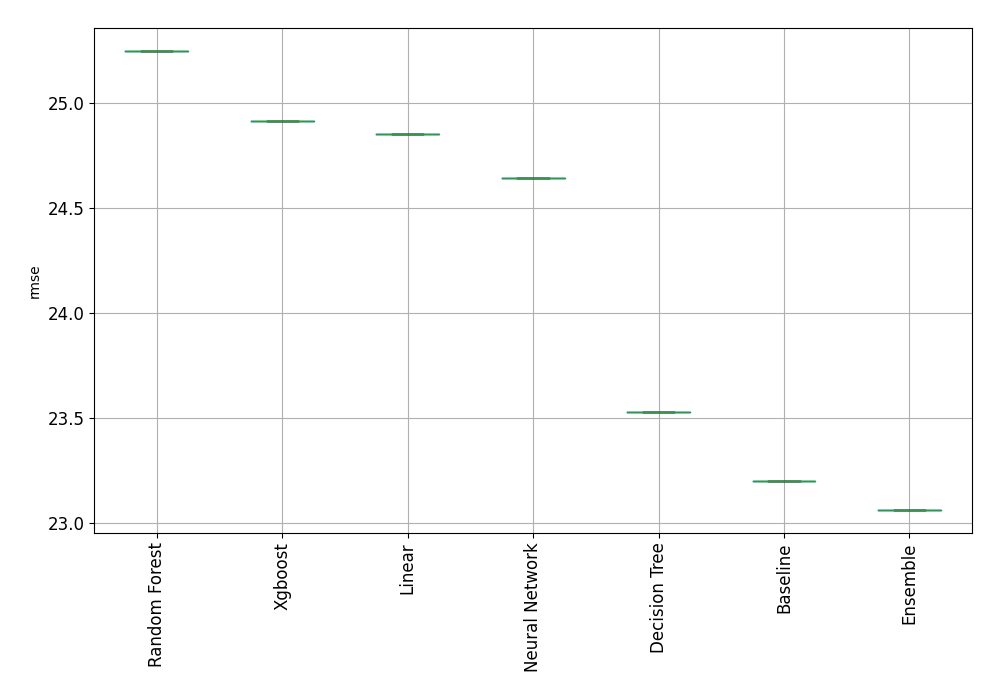 rmse
25.0
24.5
24.0
23.5
23.0
Random Forest
Xgboost
Linear
Neural Network
Decision Tree
Baseline
Ensemble